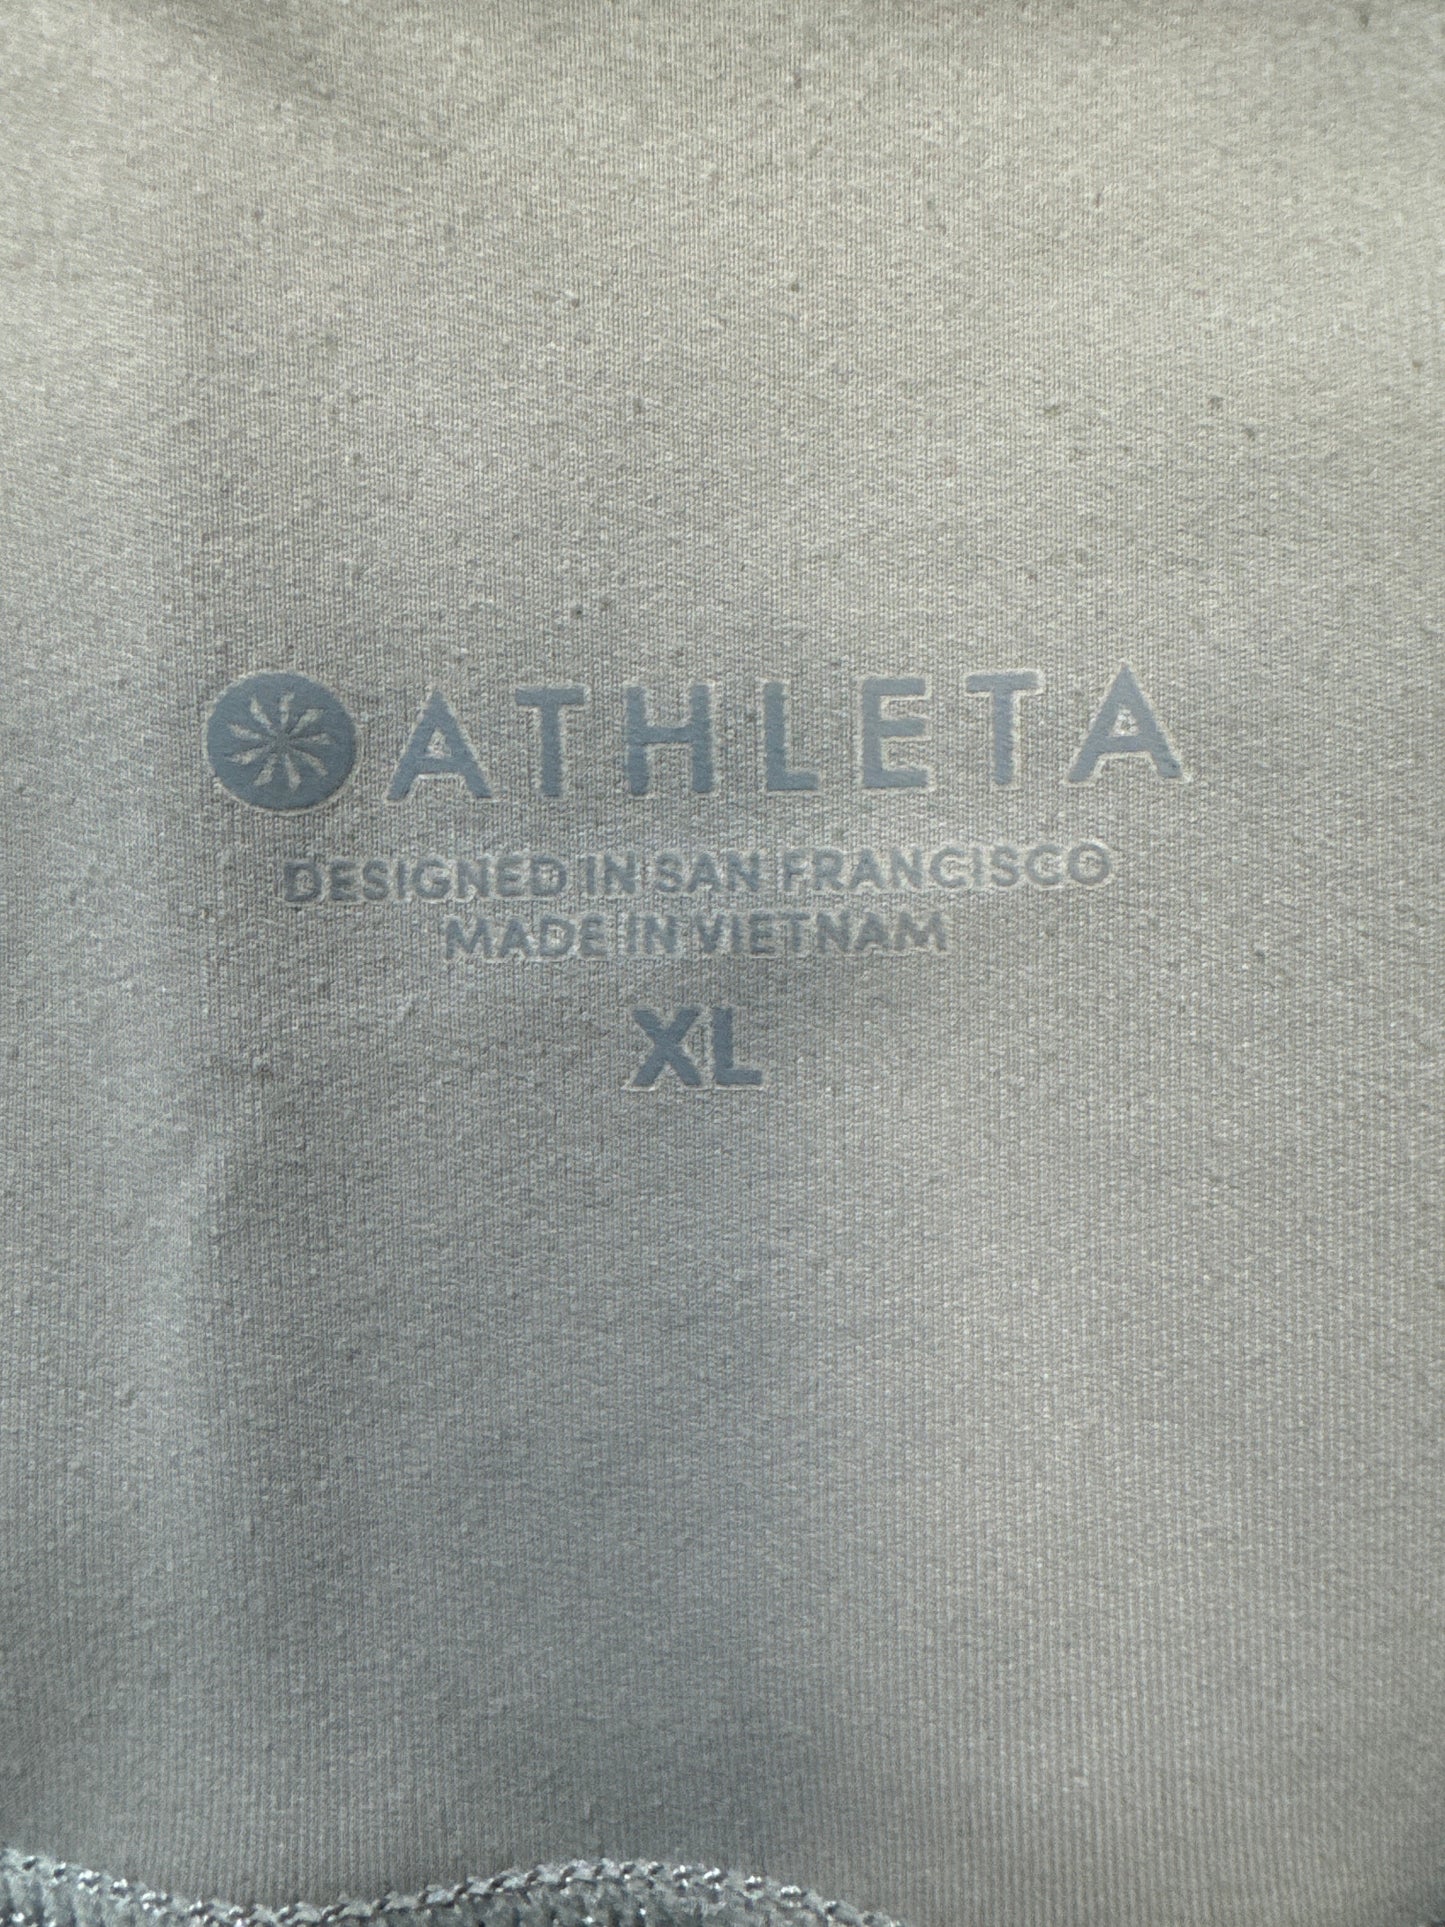 ATHLETA
DESIGNED IN SAN FRANCISCO
MADE IN VIETNAM
XL